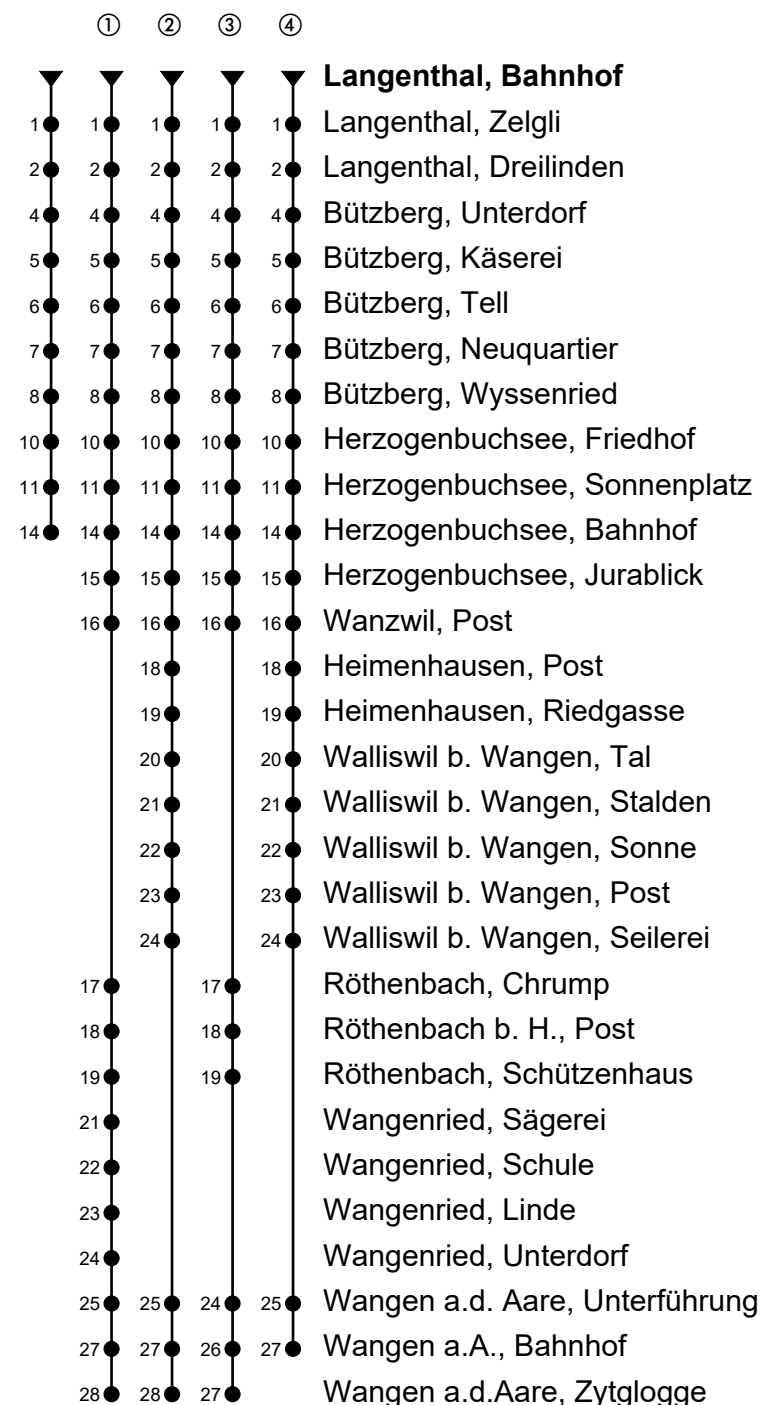 ① ② ③ ④
Langenthal, Bahnhof
1 1 1 1 1 Langenthal, Zelgli
2 2 2 2 2 Langenthal, Dreilinden
4 4 4 4 4 Bützberg, Unterdorf
5 5 5 5 5 Bützberg, Käserei
6 6 6 6 6 Bützberg, Tell
7 7 7 7 7 Bützberg, Neuquartier
8 8 8 8 8 Bützberg, Wyssenried
10 10 10 10 10 Herzogenbuchsee, Friedhof
11 11 11 11 11 Herzogenbuchsee, Sonnenplatz
14 14 14 14 14 Herzogenbuchsee, Bahnhof
15 15 15 15 Herzogenbuchsee, Jurablick
16 16 16 16 Wanzwil, Post
18 18 Heimenhausen, Post
19 19 Heimenhausen, Riedgasse
20 20 Walliswil b. Wangen, Tal
21 21 Walliswil b. Wangen, Stalden
22 22 Walliswil b. Wangen, Sonne
23 23 Walliswil b. Wangen, Post
24 24 Walliswil b. Wangen, Seilerei
17 17 Röthenbach, Chrump
18 18 Röthenbach b. H., Post
19 19 Röthenbach, Schützenhaus
21 Wangenried, Sägerei
22 Wangenried, Schule
23 Wangenried, Linde
24 Wangenried, Unterdorf
25 25 24 25 Wangen a.d. Aare, Unterführung
27 27 26 27 Wangen a.A., Bahnhof
28 28 27 Wangen a.d.Aare, Zytglogge